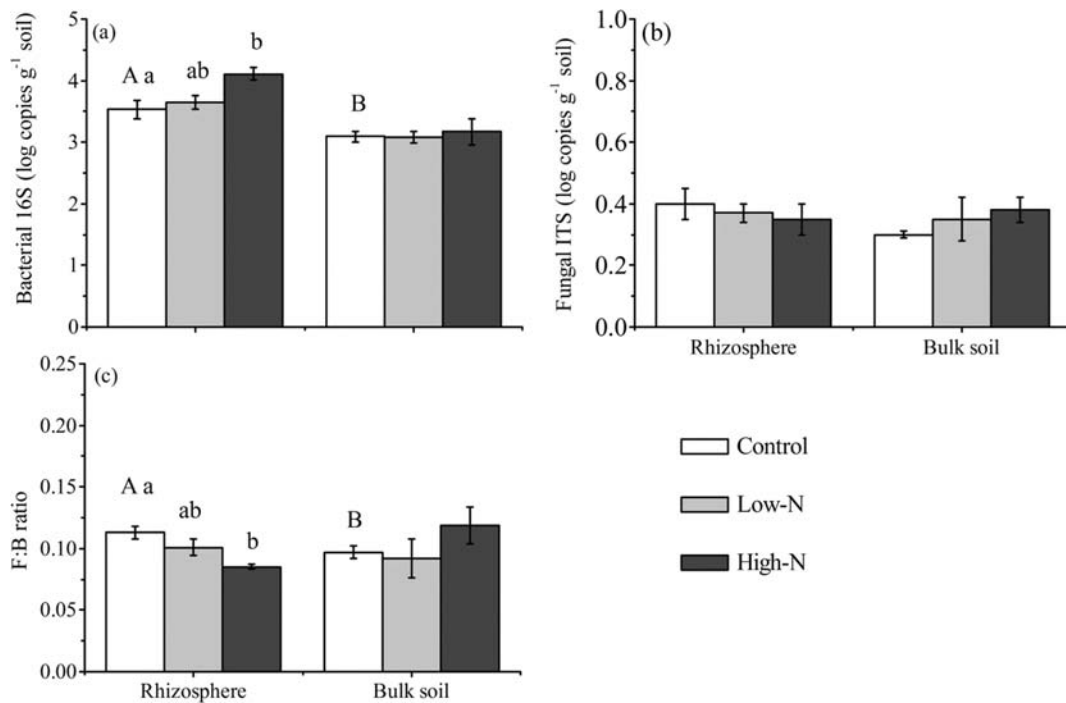 (a)
Bacterial 16S (log copies g⁻¹ soil)
5
4
3
2
1
0
A a
ab
b
B
(b)
Fungal ITS (log copies g⁻¹ soil)
1.0
0.8
0.6
0.4
0.2
0.0
Rhizosphere
Bulk soil
(c)
F:B ratio
0.25
0.20
0.15
0.10
0.05
0.00
A a
ab
b
B
Rhizosphere
Bulk soil
Control
Low-N
High-N